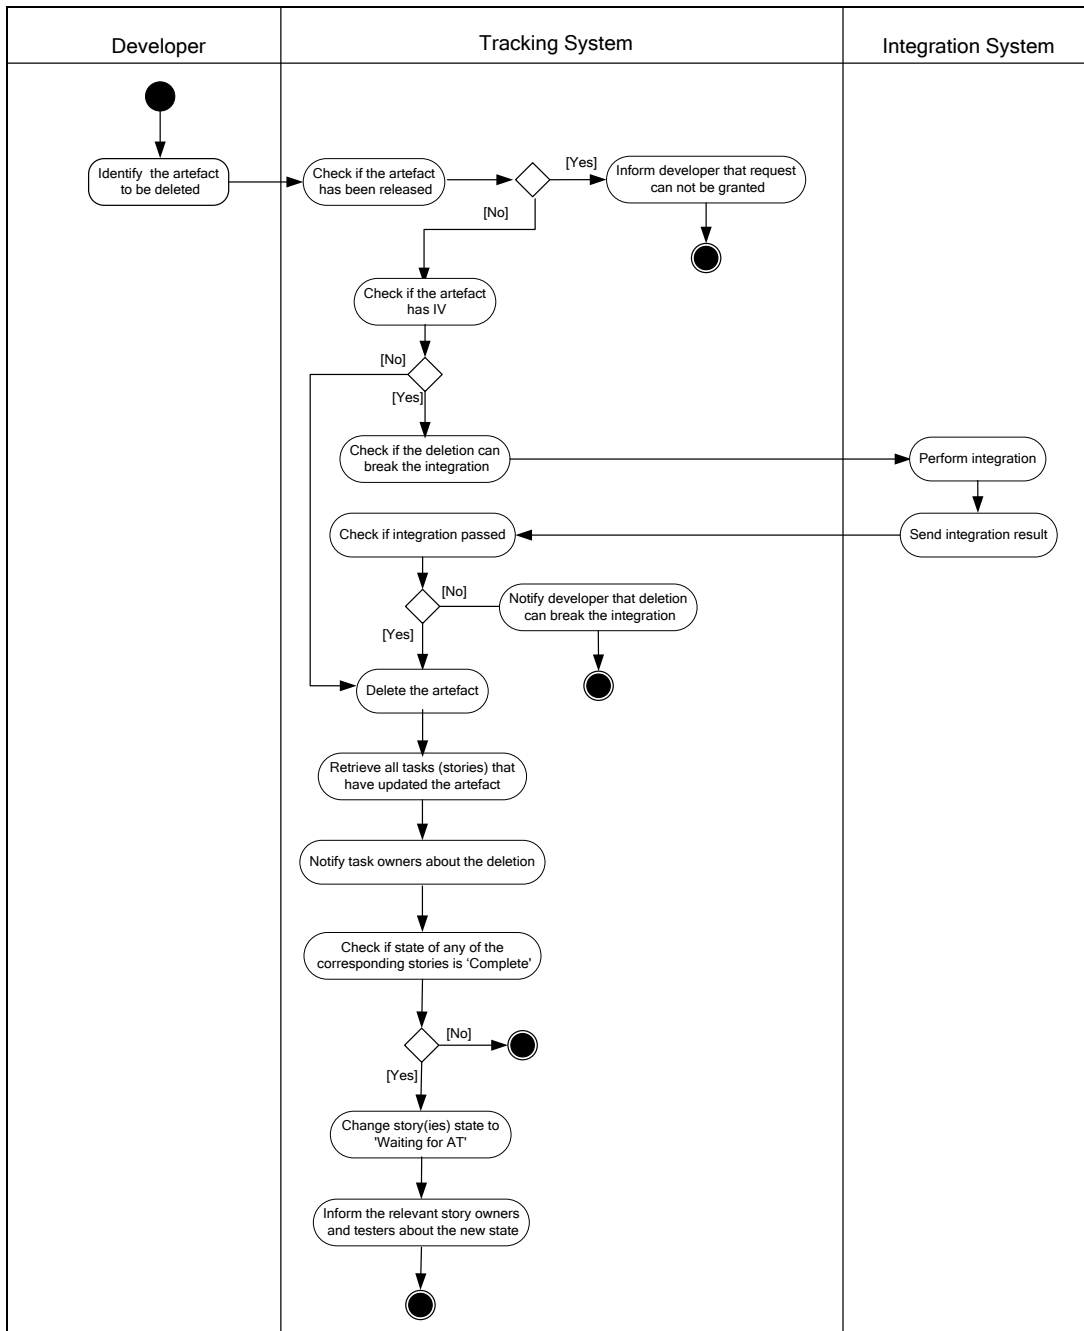 Developer
Tracking System
Integration System
Identify the artefact
to be deleted
Check if the artefact
has been released
[Yes]
Inform developer that request
can not be granted
[No]
Check if the artefact
has IV
[No]
[Yes]
Check if the deletion can
break the integration
Perform integration
Check if integration passed
Send integration result
[No]
Notify developer that deletion
can break the integration
[Yes]
Delete the artefact
Retrieve all tasks (stories) that
have updated the artefact
Notify task owners about the deletion
Check if state of any of the
corresponding stories is ‘Complete'
[No]
[Yes]
Change story(ies) state to
'Waiting for AT'
Inform the relevant story owners
and testers about the new state